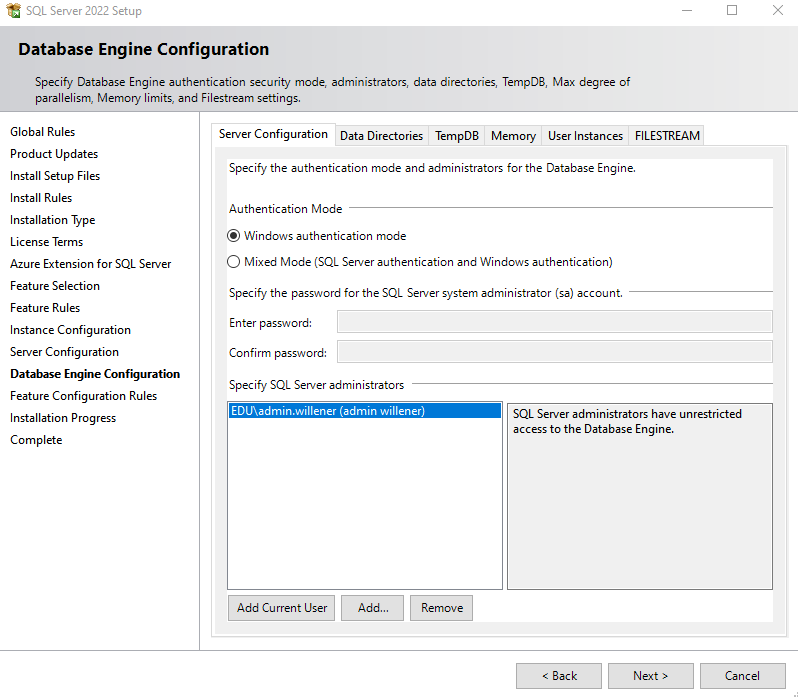 SQL Server 2022 Setup
Database Engine Configuration
Specify Database Engine authentication security mode, administrators, data directories, TempDB, Max degree of
parallelism, Memory limits, and Filestream settings.
Global Rules
Product Updates
Install Setup Files
Install Rules
Installation Type
License Terms
Azure Extension for SQL Server
Feature Selection
Feature Rules
Instance Configuration
Server Configuration
Database Engine Configuration
Feature Configuration Rules
Installation Progress
Complete
Server Configuration Data Directories TempDB Memory User Instances FILESTREAM
Specify the authentication mode and administrators for the Database Engine.
Authentication Mode
Windows authentication mode
Mixed Mode (SQL Server authentication and Windows authentication)
Specify the password for the SQL Server system administrator (sa) account.
Enter password:
Confirm password:
Specify SQL Server administrators
EDU\admin.willener (admin willener)
SQL Server administrators have unrestricted
access to the Database Engine.
Add Current User Add... Remove
< Back Next > Cancel